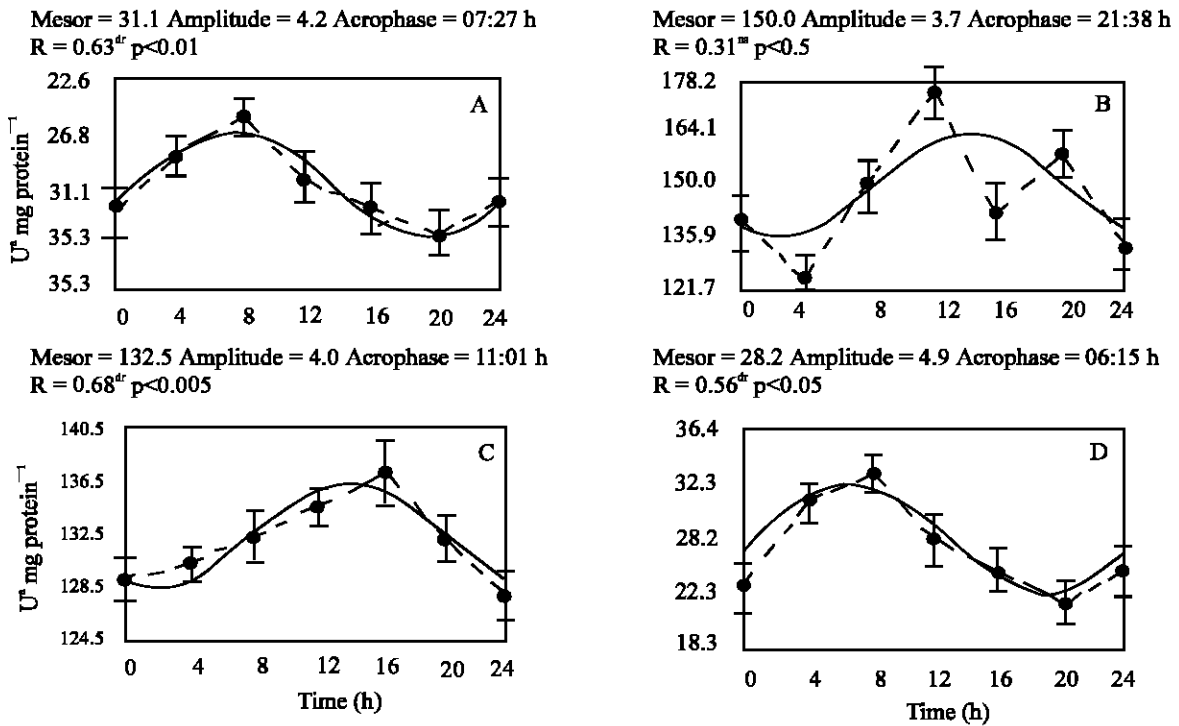 Mesor = 31.1 Amplitude = 4.2 Acrophase = 07:27 h
R = 0.63ᵈʳ p<0.01
22.6
26.8
31.1
35.3
35.3
Uᵃ mg protein⁻¹
A
0 4 8 12 16 20 24
Mesor = 150.0 Amplitude = 3.7 Acrophase = 21:38 h
R = 0.31ⁿˢ p<0.5
178.2
164.1
150.0
135.9
121.7
B
0 4 8 12 16 20 24
Mesor = 132.5 Amplitude = 4.0 Acrophase = 11:01 h
R = 0.68ᵈʳ p<0.005
140.5
136.5
132.5
128.5
124.5
Uᵃ mg protein⁻¹
C
0 4 8 12 16 20 24
Time (h)
Mesor = 28.2 Amplitude = 4.9 Acrophase = 06:15 h
R = 0.56ᵈʳ p<0.05
36.4
32.3
28.2
22.3
18.3
D
0 4 8 12 16 20 24
Time (h)